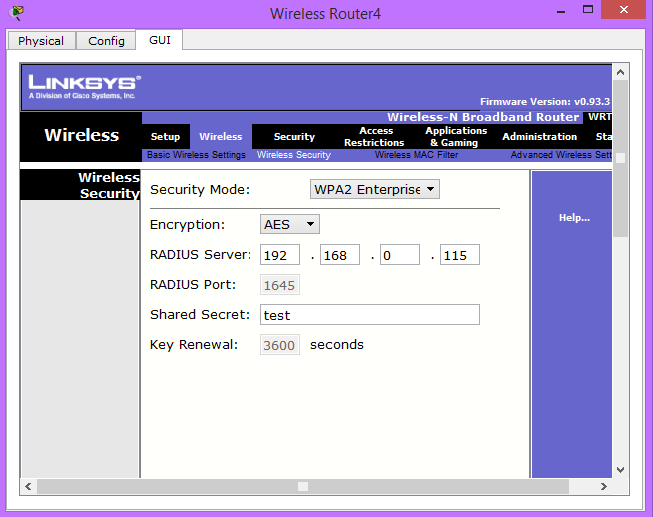 Wireless Router4
Physical Config GUI
LINKSYS®
A Division of Cisco Systems, Inc.
Firmware Version: v0.93.3
Wireless-N Broadband Router WRT
Wireless
Setup Wireless Security Access Restrictions Applications & Gaming Administration Sta
Basic Wireless Settings Wireless Security Wireless MAC Filter Advanced Wireless Sett
Wireless
Security
Security Mode: WPA2 Enterprise
Help...
Encryption: AES
RADIUS Server: 192 . 168 . 0 . 115
RADIUS Port: 1645
Shared Secret: test
Key Renewal: 3600 seconds